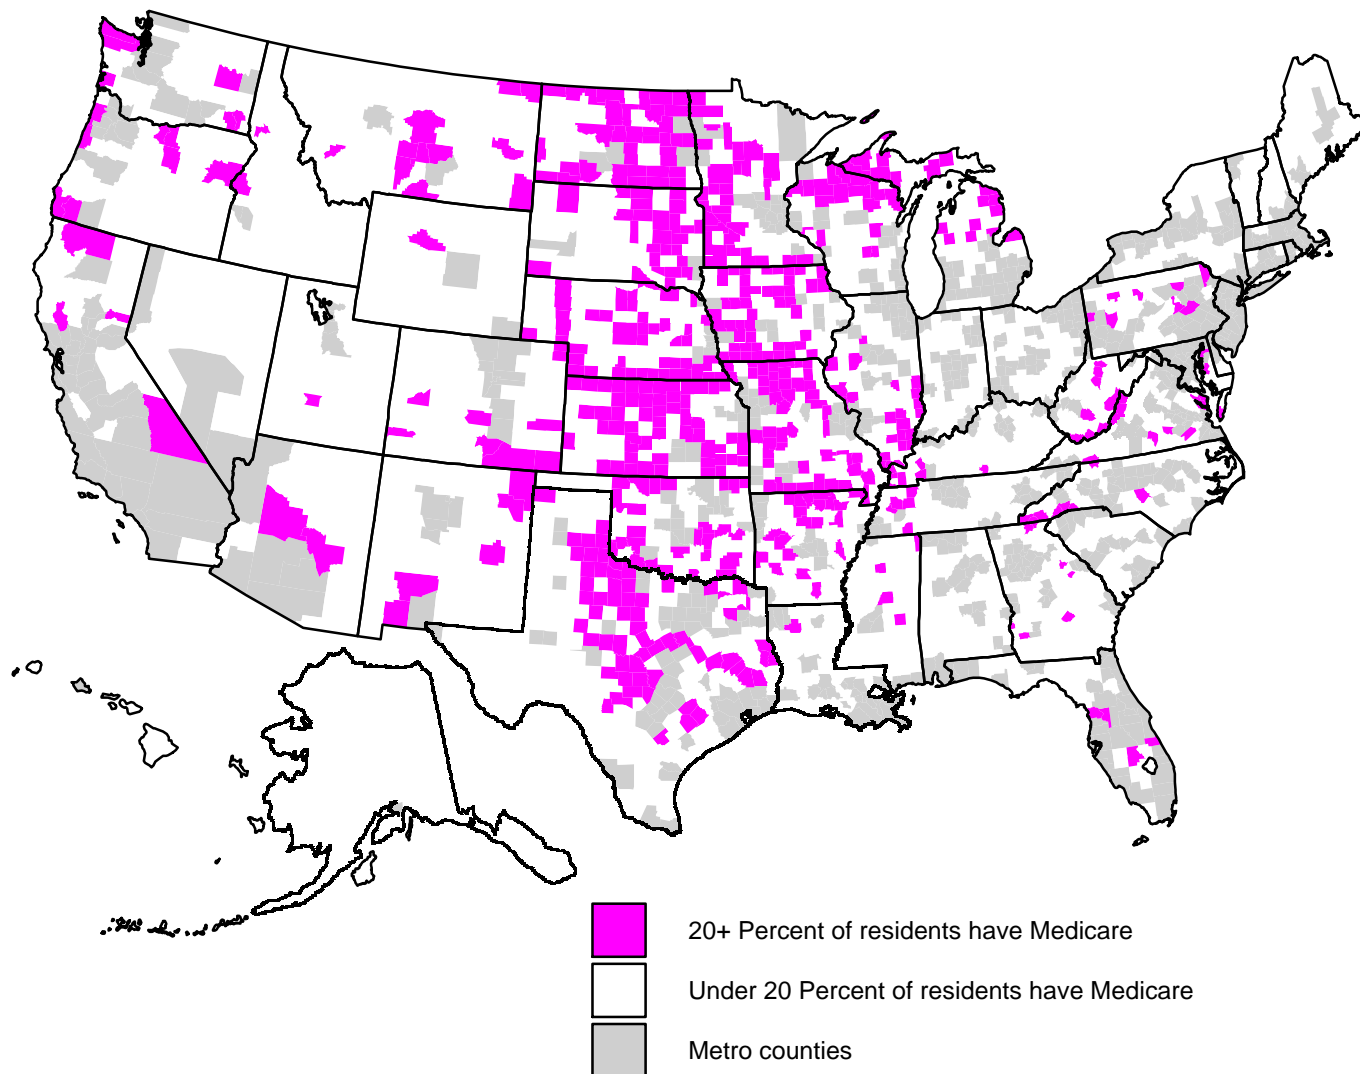 20+ Percent of residents have Medicare
Under 20 Percent of residents have Medicare
Metro counties